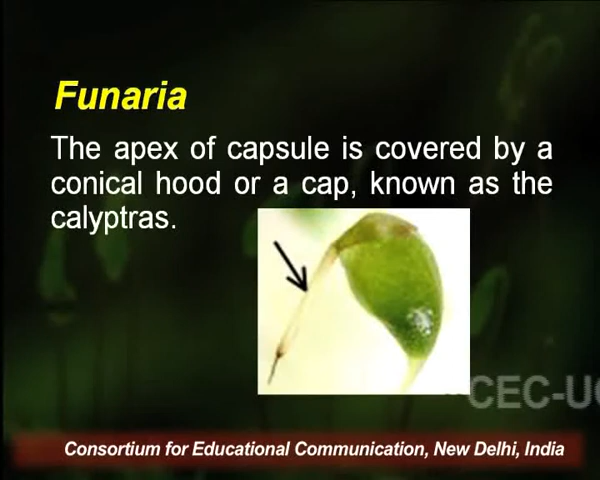 Funaria
The apex of capsule is covered by a
conical hood or a cap, known as the
calyptras.
CEC-U
Consortium for Educational Communication, New Delhi, India